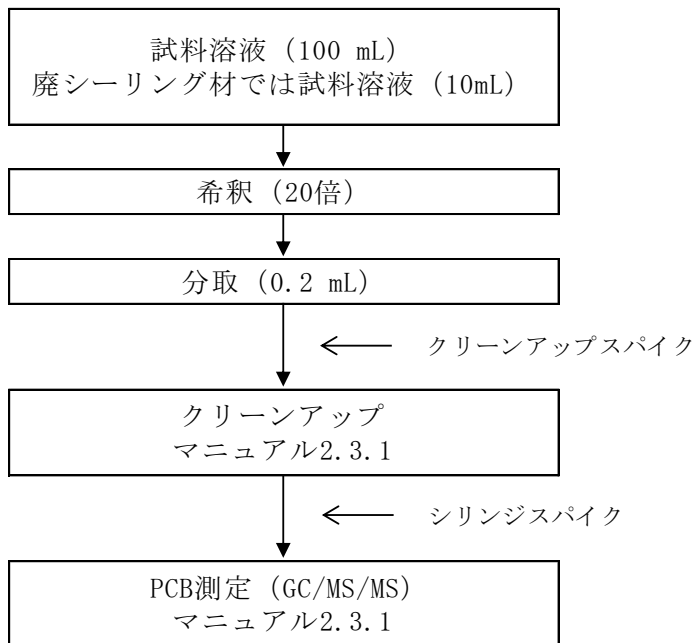 試料溶液 (100 mL)
廃シーリング材では試料溶液 (10mL)
希釈 (20倍)
分取 (0.2 mL)
クリーンアップスパイク
クリーンアップ
マニュアル2.3.1
シリンジスパイク
PCB測定 (GC/MS/MS)
マニュアル2.3.1